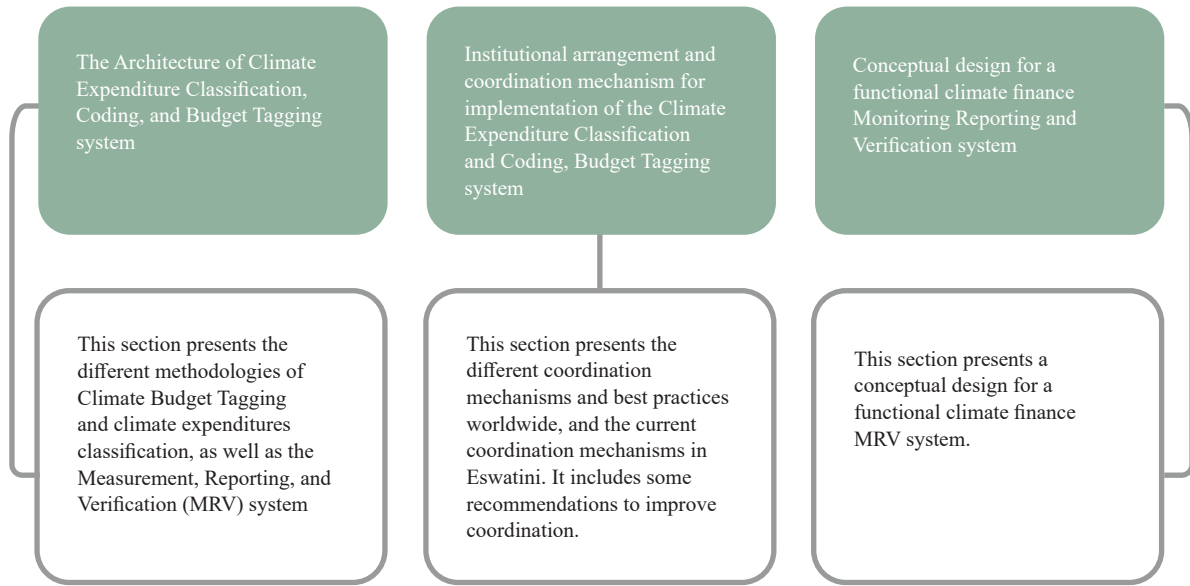 The Architecture of Climate
Expenditure Classification,
Coding, and Budget Tagging
system
Institutional arrangement and
coordination mechanism for
implementation of the Climate
Expenditure Classification
and Coding, Budget Tagging
system
Conceptual design for a
functional climate finance
Monitoring Reporting and
Verification system
This section presents the
different methodologies of
Climate Budget Tagging
and climate expenditures
classification, as well as the
Measurement, Reporting, and
Verification (MRV) system
This section presents the
different coordination
mechanisms and best practices
worldwide, and the current
coordination mechanisms in
Eswatini. It includes some
recommendations to improve
coordination.
This section presents a
conceptual design for a
functional climate finance
MRV system.